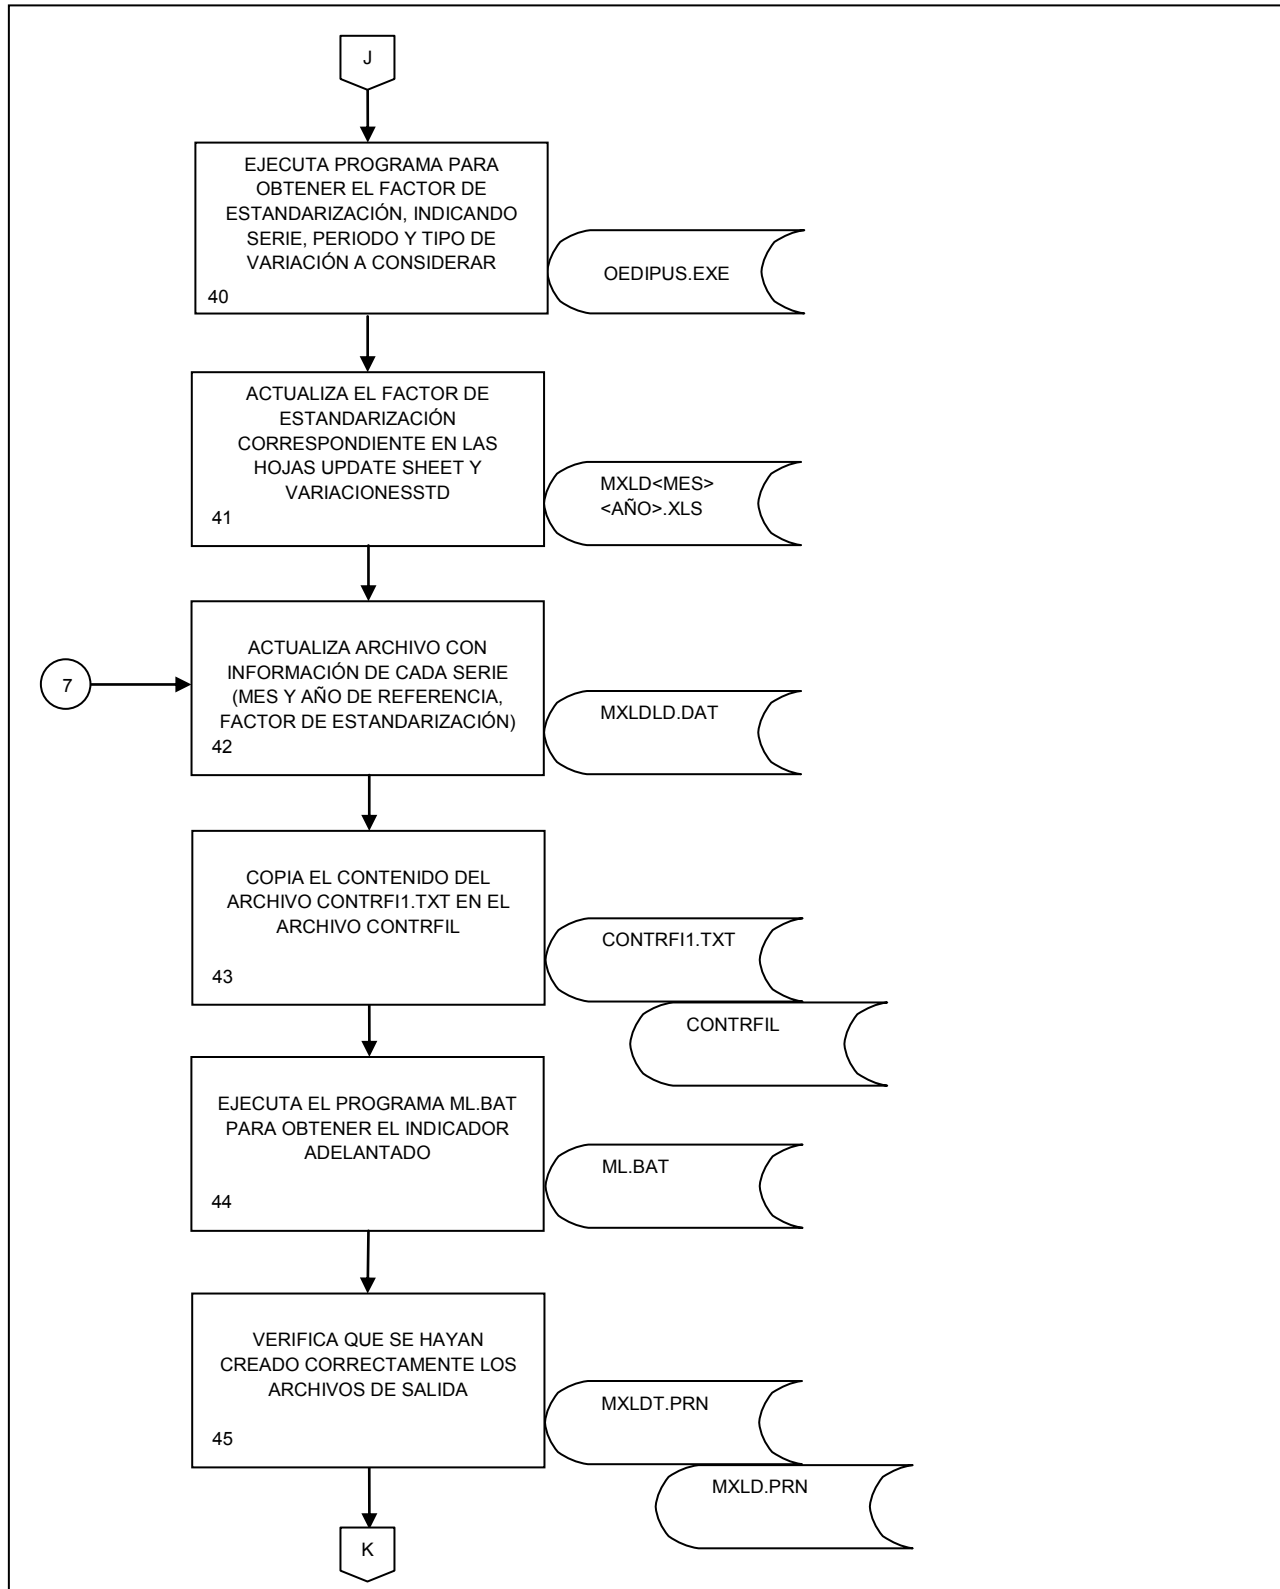 J
EJECUTA PROGRAMA PARA
OBTENER EL FACTOR DE
ESTANDARIZACIÓN, INDICANDO
SERIE, PERIODO Y TIPO DE
VARIACIÓN A CONSIDERAR
40
OEDIPUS.EXE
ACTUALIZA EL FACTOR DE
ESTANDARIZACIÓN
CORRESPONDIENTE EN LAS
HOJAS UPDATE SHEET Y
VARIACIONESSTD
41
MXLD<MES>
<AÑO>.XLS
7
ACTUALIZA ARCHIVO CON
INFORMACIÓN DE CADA SERIE
(MES Y AÑO DE REFERENCIA,
FACTOR DE ESTANDARIZACIÓN)
42
MXLDLD.DAT
COPIA EL CONTENIDO DEL
ARCHIVO CONTRFI1.TXT EN EL
ARCHIVO CONTRFIL
43
CONTRFI1.TXT
CONTRFIL
EJECUTA EL PROGRAMA ML.BAT
PARA OBTENER EL INDICADOR
ADELANTADO
44
ML.BAT
VERIFICA QUE SE HAYAN
CREADO CORRECTAMENTE LOS
ARCHIVOS DE SALIDA
45
MXLDT.PRN
MXLD.PRN
K